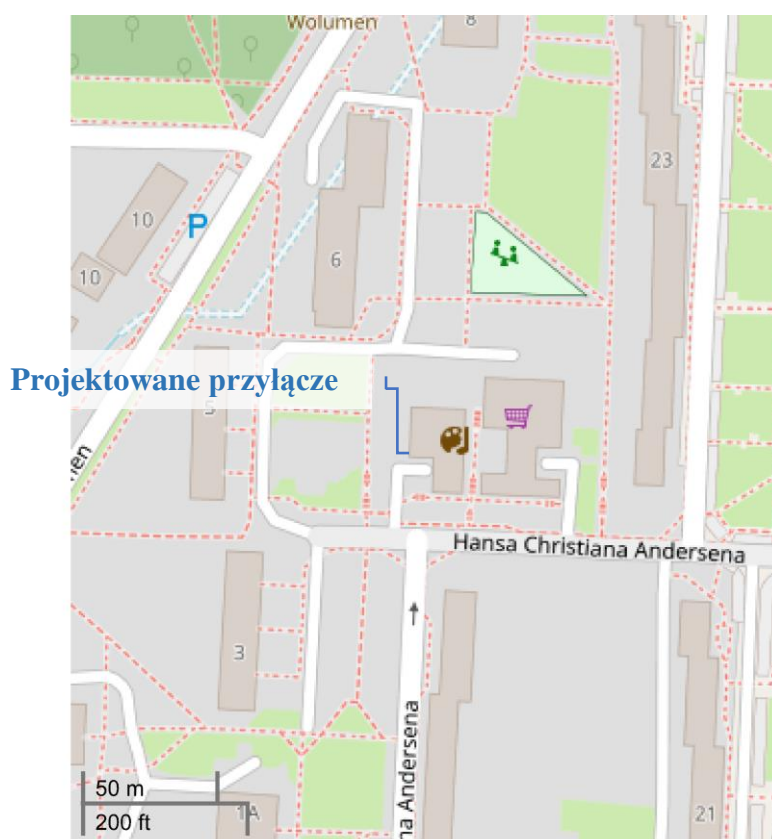 Wolumen
8
23
10
P
6
10
Projektowane przyłącze
5
men
Hansa Christiana Andersena
3
na Andersena
50 m
200 ft
1A
21